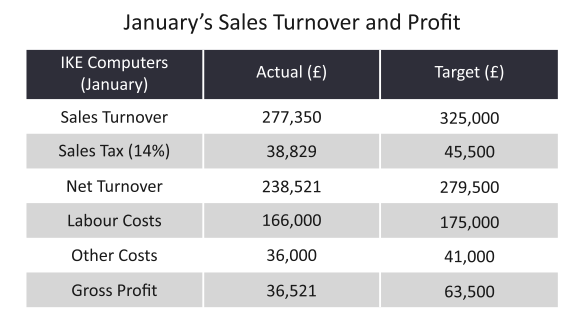 January’s Sales Turnover and Profit
IKE Computers
(January)
Actual (£)
Target (£)
Sales Turnover 277,350 325,000
Sales Tax (14%) 38,829 45,500
Net Turnover 238,521 279,500
Labour Costs 166,000 175,000
Other Costs 36,000 41,000
Gross Profit 36,521 63,500